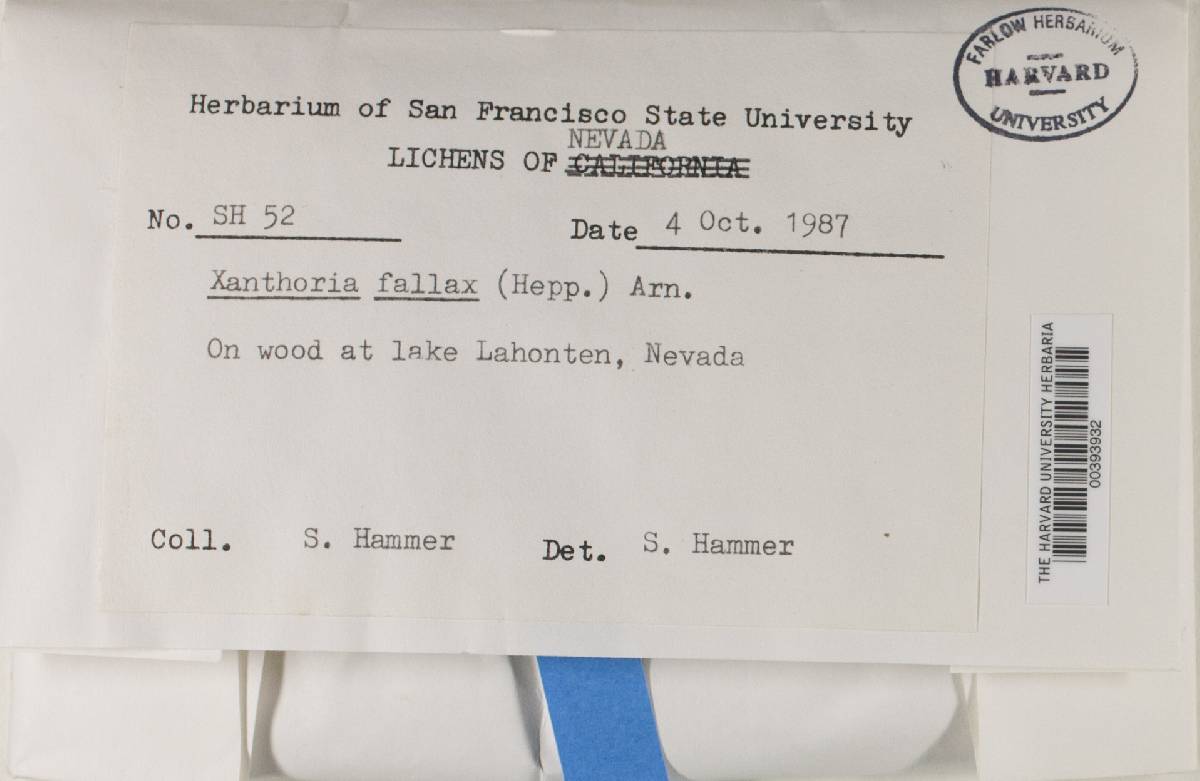 FARLOW HERBARIUM
HARVARD
UNIVERSITY
Herbarium of San Francisco State University
NEVADA
LICHENS OF CALIFORNIA
No. SH 52
Date 4 Oct. 1987
Xanthoria fallax (Hepp.) Arn.
On wood at lake Lahonten, Nevada
Coll. S. Hammer Det. S. Hammer
THE HARVARD UNIVERSITY HERBARIA
00393932